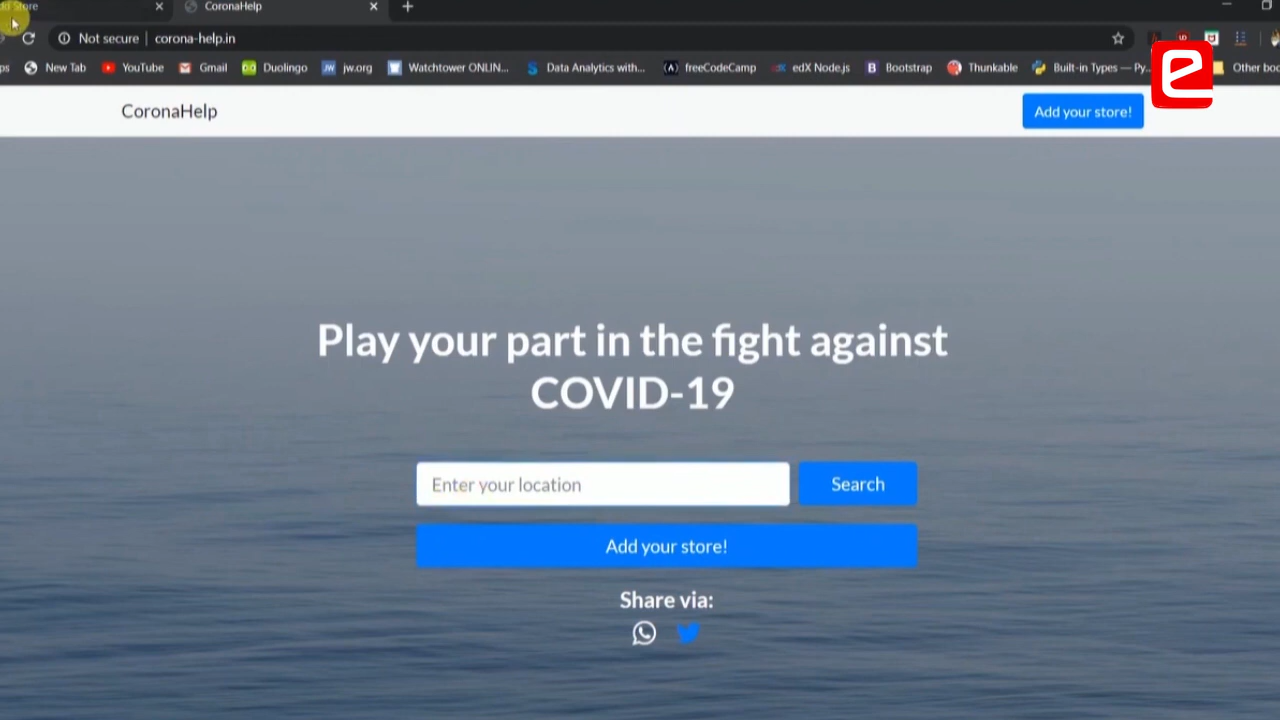 Store
CoronaHelp
Not secure
corona-help.in
New Tab
YouTube
Gmail
Duolingo
jw.org
Watchtower ONLIN...
Data Analytics with...
freeCodeCamp
edX Node.js
Bootstrap
Thunkable
Built-in Types — Py...
Other boo
CoronaHelp
Add your store!
Play your part in the fight against
COVID-19
Enter your location
Search
Add your store!
Share via: